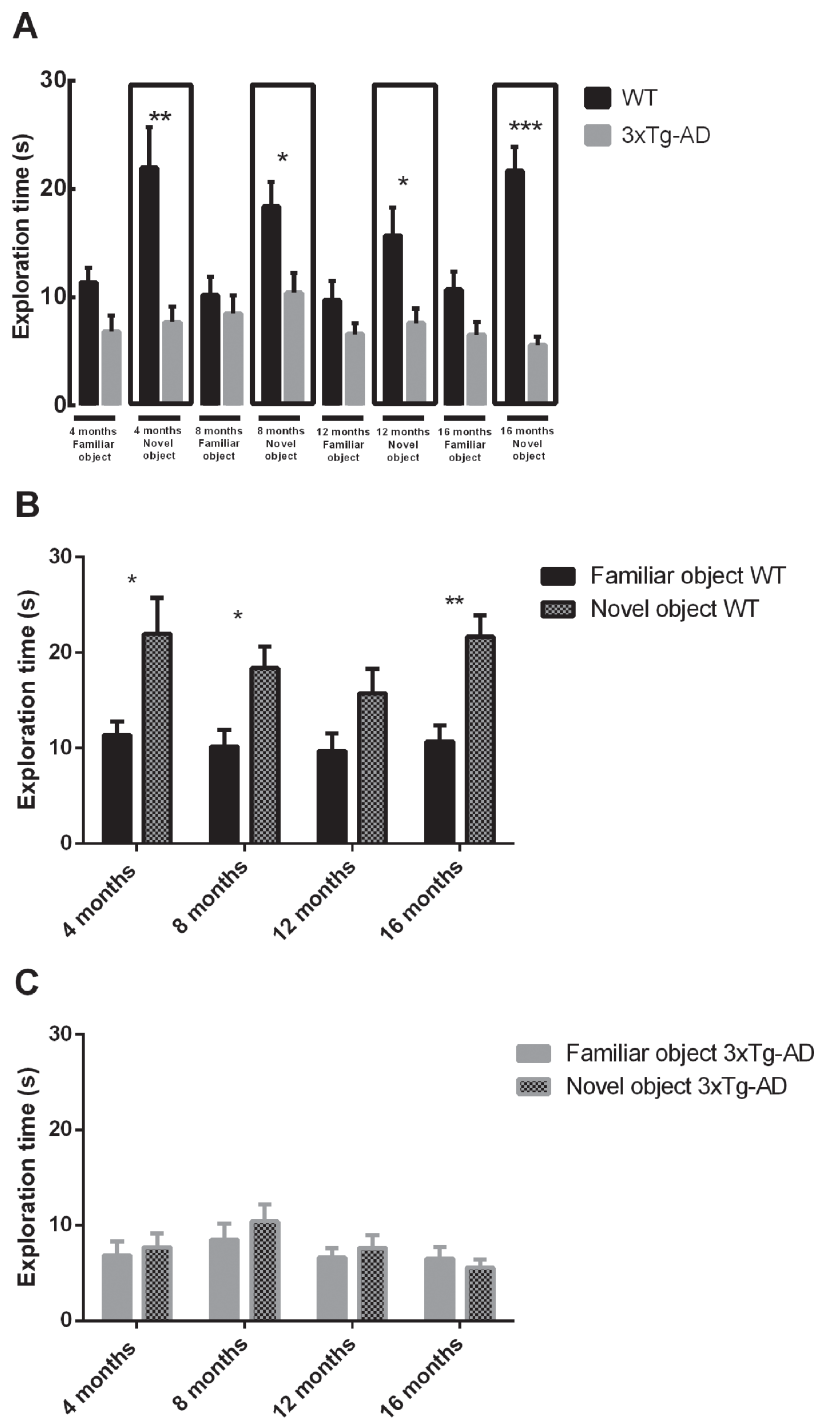 A
Exploration time (s)
30
20
10
0
** * * ***
WT
3xTg-AD
4 months 4 months 8 months 8 months 12 months 12 months 16 months 16 months
Familiar Novel Familiar Novel Familiar Novel Familiar Novel
object object object object object object object object
B
Exploration time (s)
30
20
10
0
* * **
Familiar object WT
Novel object WT
4 months
8 months
12 months
16 months
C
Exploration time (s)
30
20
10
0
Familiar object 3xTg-AD
Novel object 3xTg-AD
4 months
8 months
12 months
16 months